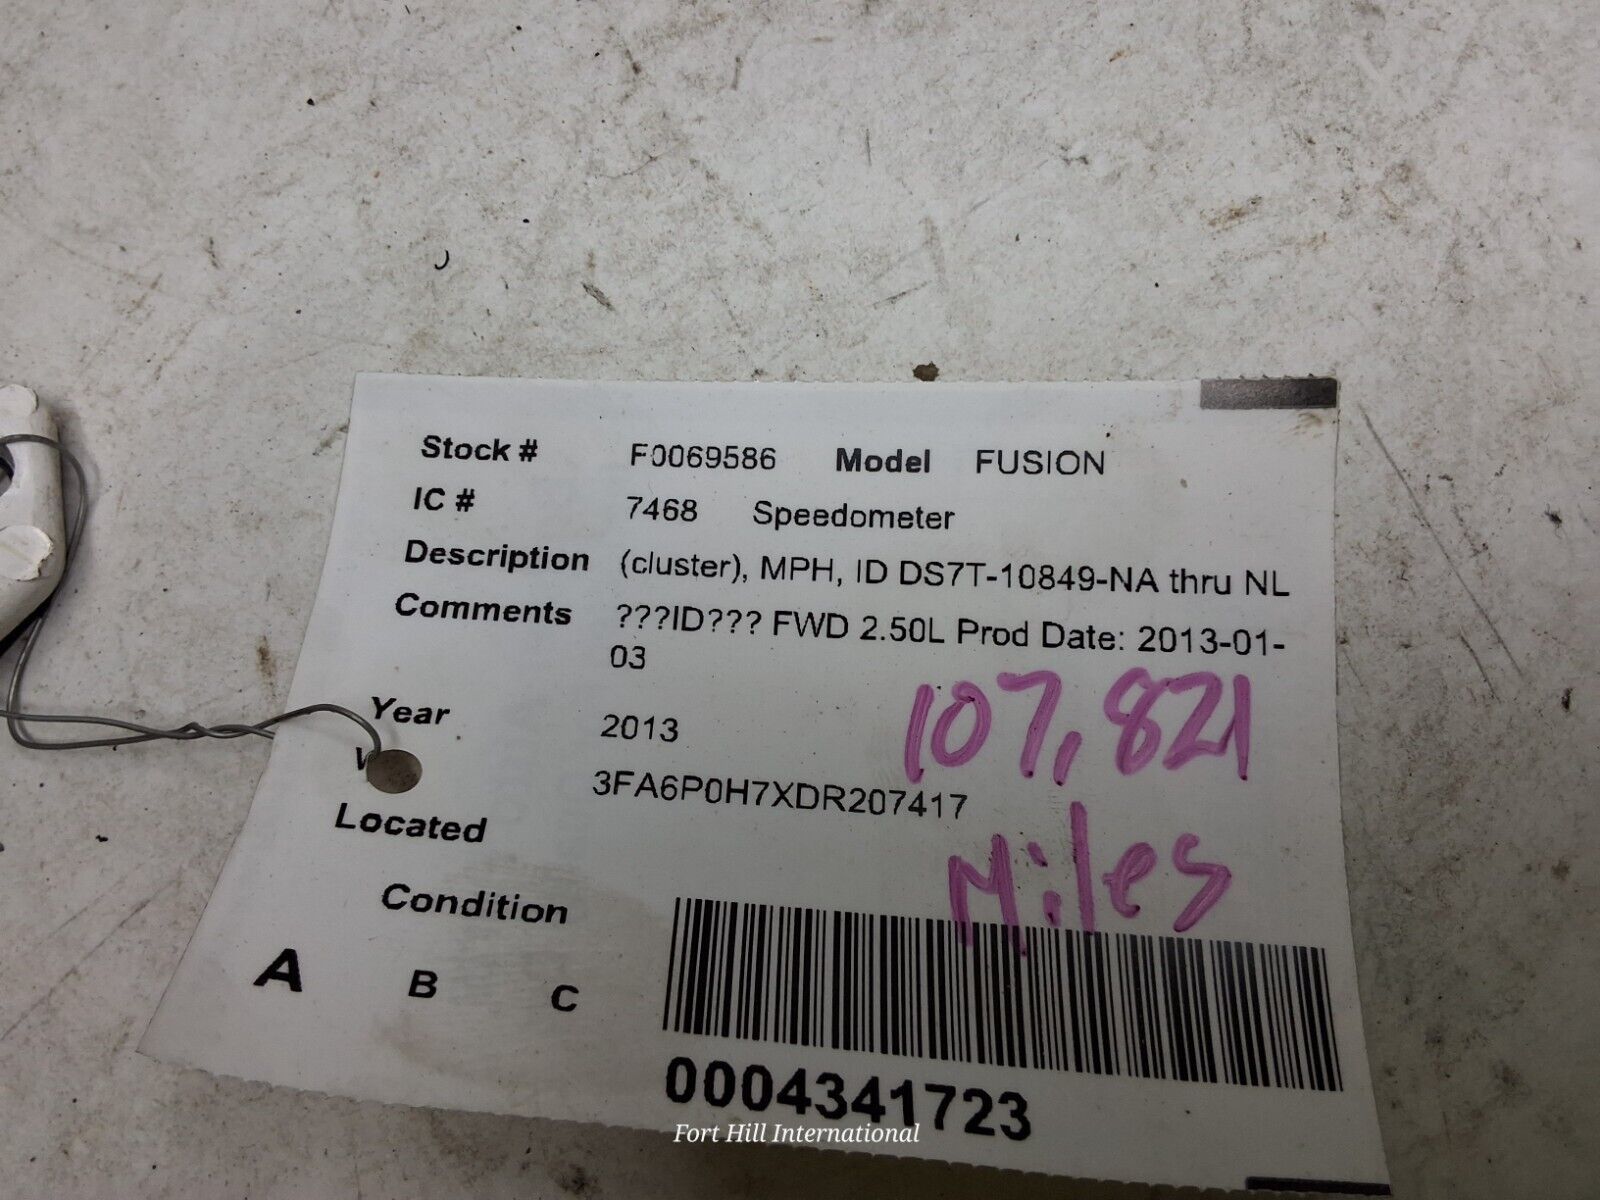 Stock # F0069586 Model FUSION
IC # 7468 Speedometer
Description (cluster), MPH, ID DS7T-10849-NA thru NL
Comments ???ID??? FWD 2.50L Prod Date: 2013-01-
03
107,821
Year 2013
3FA6P0H7XDR207417
Miles
Located
Condition
A B C
0004341723
Fort Hill International